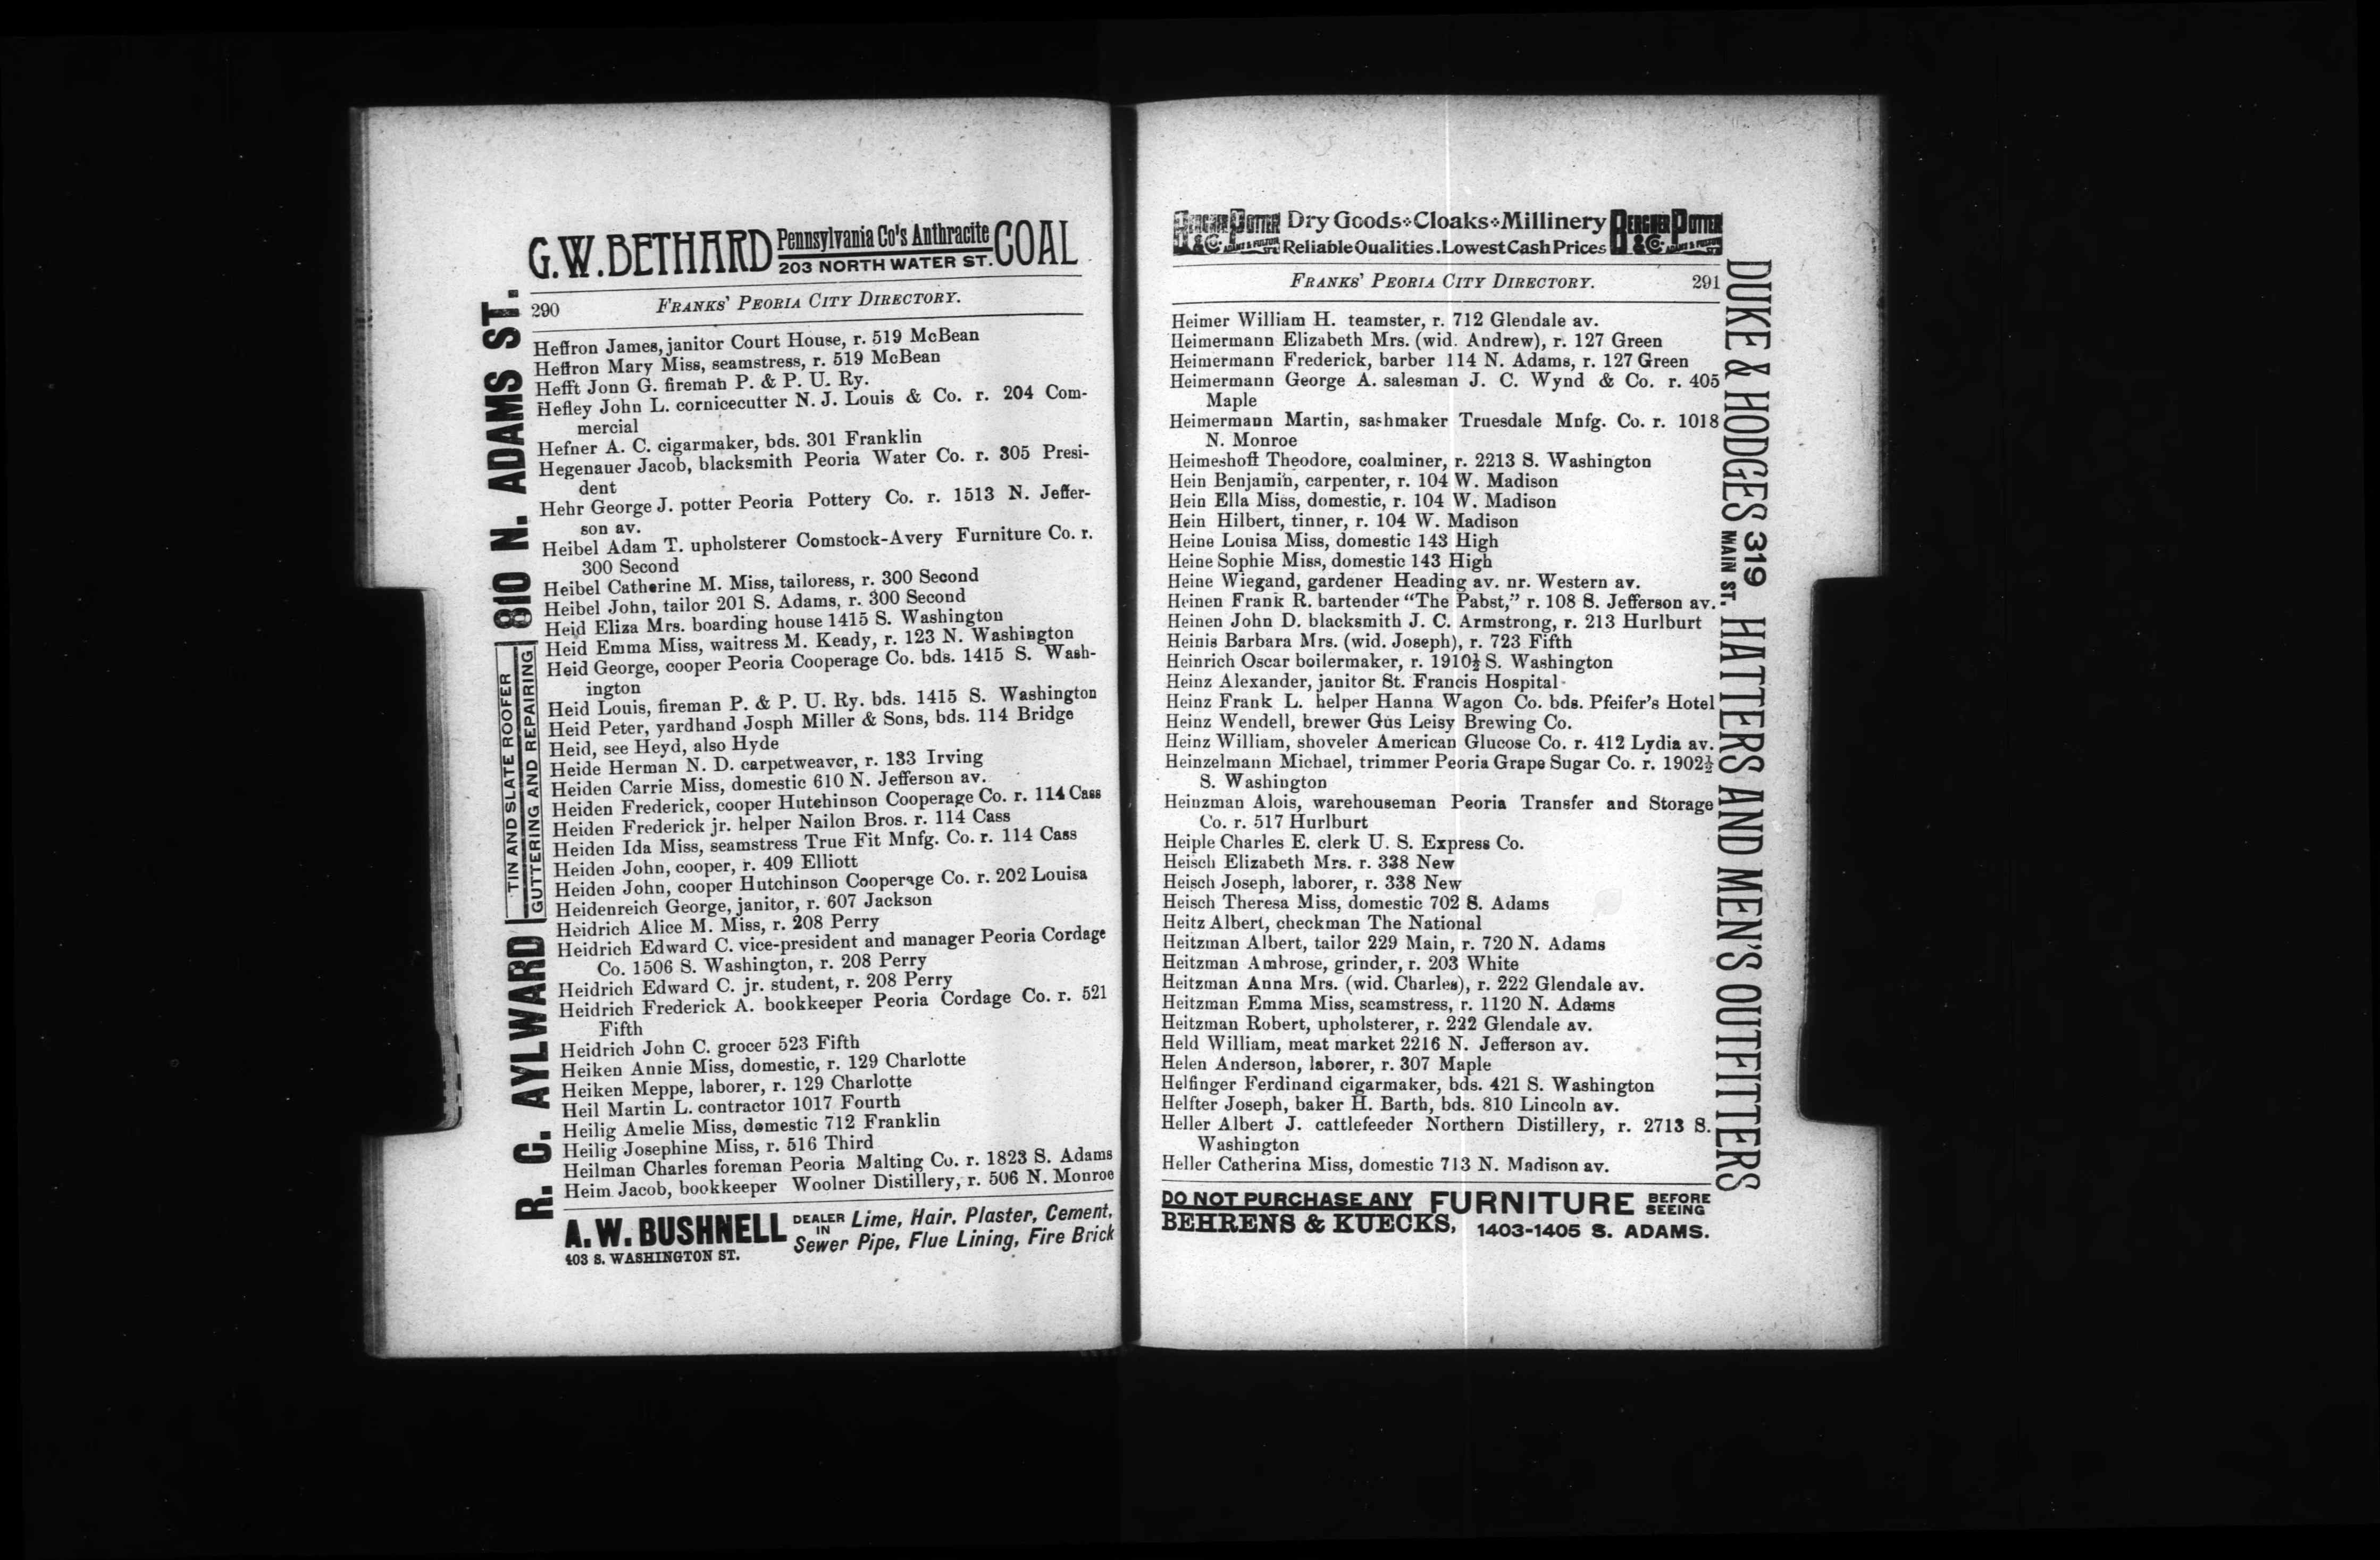 G.W. BETHARD Pennsylvania Co's Anthracite COAL
203 NORTH WATER ST.
290 FRANKS' PEORIA CITY DIRECTORY.
Heffron James, janitor Court House, r. 519 McBean
Heffron Mary Miss, seamstress, r. 519 McBean
Hefft Jonn G. fireman P. & P. U. Ry.
Hefley John L. cornicecutter N. J. Louis & Co. r. 204 Com-
mercial
Hefner A. C. cigarmaker, bds. 301 Franklin
Hegenauer Jacob, blacksmith Peoria Water Co. r. 305 Presi-
dent
Hehr George J. potter Peoria Pottery Co. r. 1513 N. Jeffer-
son av.
Heibel Adam T. upholsterer Comstock-Avery Furniture Co. r.
300 Second
Heibel Catherine M. Miss, tailoress, r. 300 Second
Heibel John, tailor 201 S. Adams, r. 300 Second
Heid Eliza Mrs. boarding house 1415 S. Washington
Heid Emma Miss, waitress M. Keady, r. 123 N. Washington
Heid George, cooper Peoria Cooperage Co. bds. 1415 S. Wash-
ington
Heid Louis, fireman P. & P. U. Ry. bds. 1415 S. Washington
Heid Peter, yardhand Josph Miller & Sons, bds. 114 Bridge
Heid, see Heyd, also Hyde
Heide Herman N. D. carpetweaver, r. 133 Irving
Heiden Carrie Miss, domestic 610 N. Jefferson av.
Heiden Frederick, cooper Hutchinson Cooperage Co. r. 114 Cass
Heiden Frederick jr. helper Nailon Bros. r. 114 Cass
Heiden Ida Miss, seamstress True Fit Mnfg. Co. r. 114 Cass
Heiden John, cooper, r. 409 Elliott
Heiden John, cooper Hutchinson Cooperage Co. r. 202 Louisa
Heidenreich George, janitor, r. 607 Jackson
Heidrich Alice M. Miss, r. 208 Perry
Heidrich Edward C. vice-president and manager Peoria Cordage
Co. 1506 S. Washington, r. 208 Perry
Heidrich Edward C. jr. student, r. 208 Perry
Heidrich Frederick A. bookkeeper Peoria Cordage Co. r. 521
Fifth
Heidrich John C. grocer 523 Fifth
Heiken Annie Miss, domestic, r. 129 Charlotte
Heiken Meppe, laborer, r. 129 Charlotte
Heil Martin L. contractor 1017 Fourth
Heilig Amelie Miss, domestic 712 Franklin
Heilig Josephine Miss, r. 516 Third
Heilman Charles foreman Peoria Malting Co. r. 1823 S. Adams
Heim Jacob, bookkeeper Woolner Distillery, r. 506 N. Monroe
A. W. BUSHNELL DEALER IN Lime, Hair, Plaster, Cement,
403 S. WASHINGTON ST. Sewer Pipe, Flue Lining, Fire Brick
R. C. AYLWARD TIN AND SLATE ROOFER 810 N. ADAMS ST.
GUTTERING AND REPAIRING
BERGNER POTTER & CO. Dry Goods Cloaks Millinery BERGNER POTTER & CO.
ADAMS & FULTON STS Reliable Qualities. Lowest Cash Prices ADAMS & FULTON STS
FRANKS' PEORIA CITY DIRECTORY. 291
Heimer William H. teamster, r. 712 Glendale av.
Heimermann Elizabeth Mrs. (wid. Andrew), r. 127 Green
Heimermann Frederick, barber 114 N. Adams, r. 127 Green
Heimermann George A. salesman J. C. Wynd & Co. r. 405
Maple
Heimermann Martin, sashmaker Truesdale Mnfg. Co. r. 1018
N. Monroe
Heimeshoff Theodore, coalminer, r. 2213 S. Washington
Hein Benjamin, carpenter, r. 104 W. Madison
Hein Ella Miss, domestic, r. 104 W. Madison
Hein Hilbert, tinner, r. 104 W. Madison
Heine Louisa Miss, domestic 143 High
Heine Sophie Miss, domestic 143 High
Heine Wiegand, gardener Heading av. nr. Western av.
Heinen Frank R. bartender "The Pabst," r. 108 S. Jefferson av.
Heinen John D. blacksmith J. C. Armstrong, r. 213 Hurlburt
Heinis Barbara Mrs. (wid. Joseph), r. 723 Fifth
Heinrich Oscar boilermaker, r. 1910½ S. Washington
Heinz Alexander, janitor St. Francis Hospital
Heinz Frank L. helper Hanna Wagon Co. bds. Pfeifer's Hotel
Heinz Wendell, brewer Gus Leisy Brewing Co.
Heinz William, shoveler American Glucose Co. r. 412 Lydia av.
Heinzelmann Michael, trimmer Peoria Grape Sugar Co. r. 1902½
S. Washington
Heinzman Alois, warehouseman Peoria Transfer and Storage
Co. r. 517 Hurlburt
Heiple Charles E. clerk U. S. Express Co.
Heisch Elizabeth Mrs. r. 338 New
Heisch Joseph, laborer, r. 338 New
Heisch Theresa Miss, domestic 702 S. Adams
Heitz Albert, checkman The National
Heitzman Albert, tailor 229 Main, r. 720 N. Adams
Heitzman Ambrose, grinder, r. 203 White
Heitzman Anna Mrs. (wid. Charles), r. 222 Glendale av.
Heitzman Emma Miss, seamstress, r. 1120 N. Adams
Heitzman Robert, upholsterer, r. 222 Glendale av.
Held William, meat market 2216 N. Jefferson av.
Helen Anderson, laborer, r. 307 Maple
Helfinger Ferdinand cigarmaker, bds. 421 S. Washington
Helfter Joseph, baker H. Barth, bds. 810 Lincoln av.
Heller Albert J. cattlefeeder Northern Distillery, r. 2713 S.
Washington
Heller Catherina Miss, domestic 713 N. Madison av.
DO NOT PURCHASE ANY FURNITURE BEFORE SEEING
BEHRENS & KUECKS, 1403-1405 S. ADAMS.
DUKE & HODGES 319 MAIN ST. HATTERS AND MEN'S OUTFITTERS